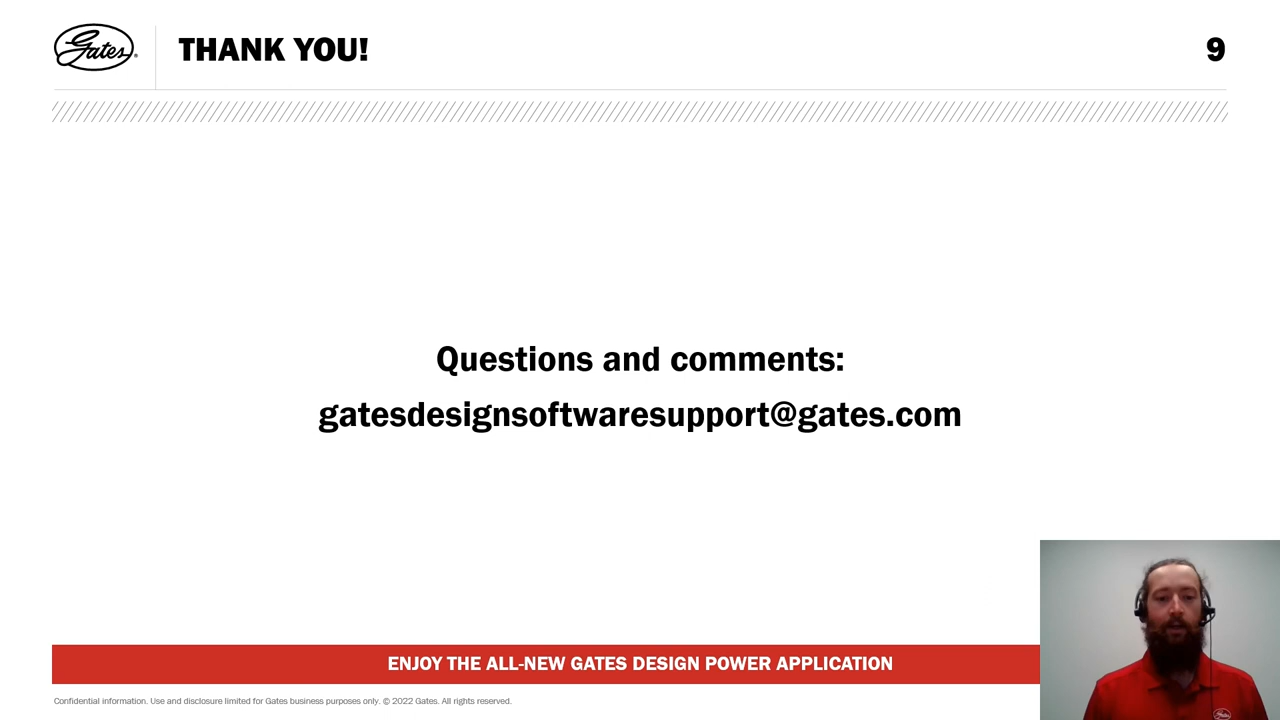 Gates®
THANK YOU!
9
Questions and comments:
gatesdesignsoftwaresupport@gates.com
ENJOY THE ALL-NEW GATES DESIGN POWER APPLICATION
Confidential information. Use and disclosure limited for Gates business purposes only. © 2022 Gates. All rights reserved.
Gates